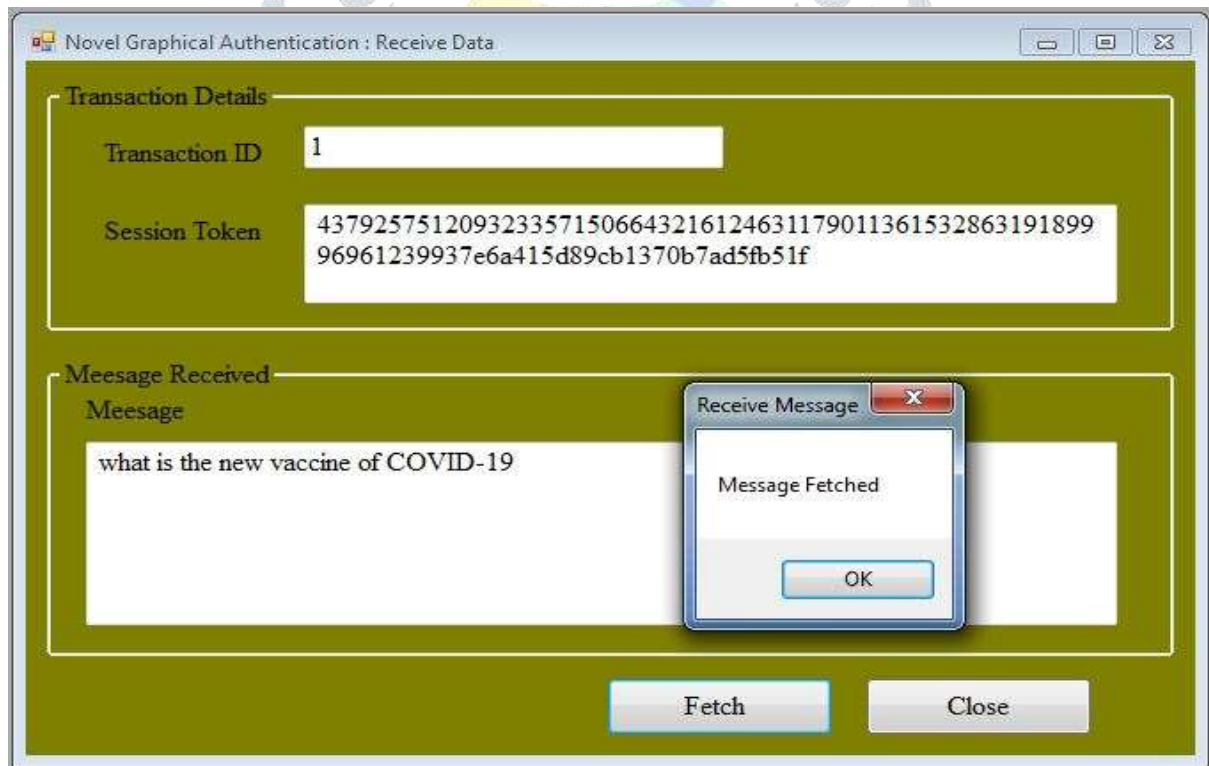 Novel Graphical Authentication : Receive Data
Transaction Details
Transaction ID
1
Session Token
4379257512093233571506643216124631179011361532863191899
96961239937e6a415d89cb1370b7ad5fb51f
Meesage Received
Meesage
what is the new vaccine of COVID-19
Receive Message
Message Fetched
OK
Fetch
Close